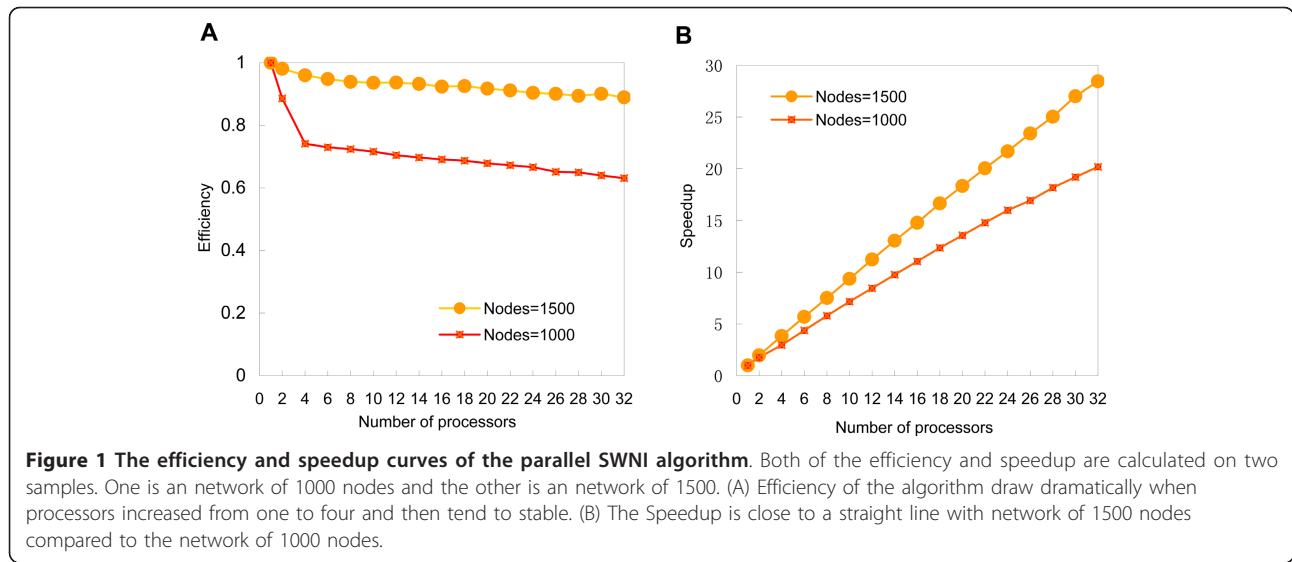 A
1
0.8
0.6
0.4
0.2
0
Efficiency
Nodes=1500
Nodes=1000
0 2 4 6 8 10 12 14 16 18 20 22 24 26 28 30 32
Number of processors
B
30
25
20
15
10
5
0
Speedup
Nodes=1500
Nodes=1000
0 2 4 6 8 10 12 14 16 18 20 22 24 26 28 30 32
Number of processors
Figure 1 The efficiency and speedup curves of the parallel SWNI algorithm. Both of the efficiency and speedup are calculated on two
samples. One is an network of 1000 nodes and the other is an network of 1500. (A) Efficiency of the algorithm draw dramatically when
processors increased from one to four and then tend to stable. (B) The Speedup is close to a straight line with network of 1500 nodes
compared to the network of 1000 nodes.